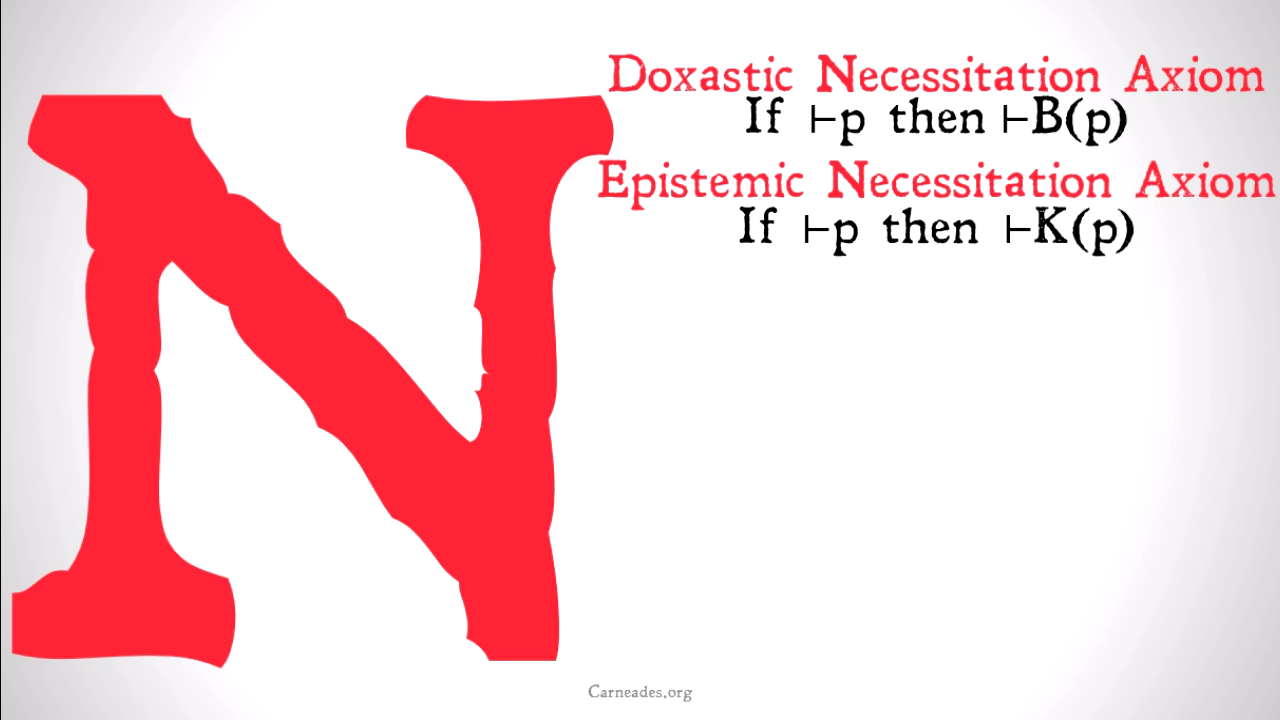 N
Doxastic Necessitation Axiom
If ⊢p then ⊢B(p)
Epistemic Necessitation Axiom
If ⊢p then ⊢K(p)
Carneades.org